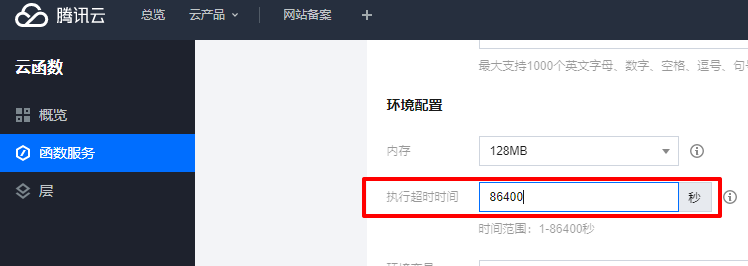 腾讯云 总览 云产品 网站备案
云函数
概览
函数服务
层
最大支持1000个英文字母、数字、空格、逗号、句号
环境配置
内存 128MB
执行超时时间 86400 秒
时间范围：1-86400秒